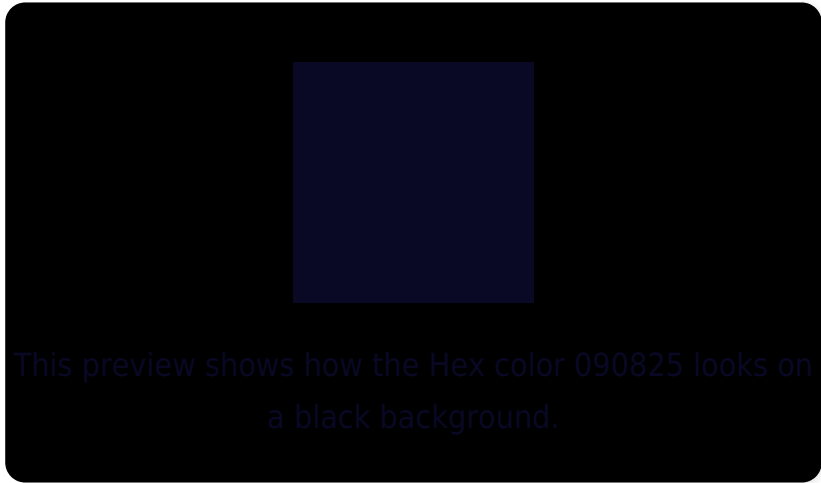 This preview shows how the Hex color 090825 looks on
a black background.